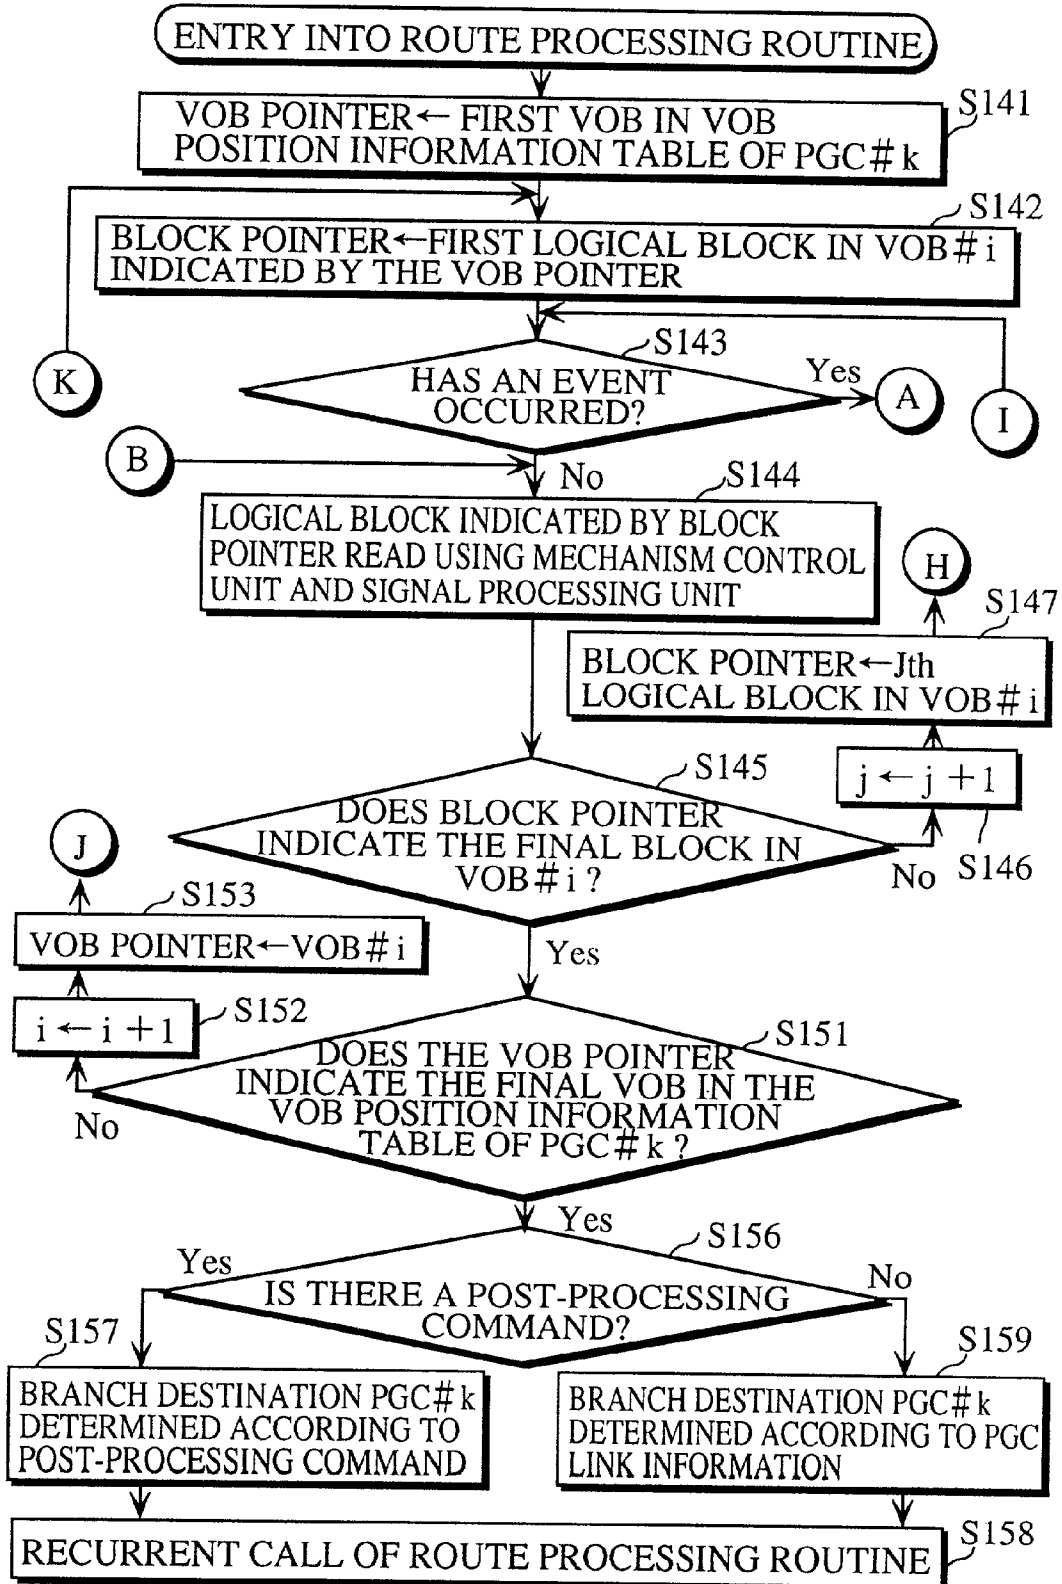 ENTRY INTO ROUTE PROCESSING ROUTINE
S141
VOB POINTER←FIRST VOB IN VOB
POSITION INFORMATION TABLE OF PGC#k
S142
BLOCK POINTER←FIRST LOGICAL BLOCK IN VOB#i
INDICATED BY THE VOB POINTER
S143
K
HAS AN EVENT
OCCURRED?
Yes
A
I
B
No
S144
LOGICAL BLOCK INDICATED BY BLOCK
POINTER READ USING MECHANISM CONTROL
UNIT AND SIGNAL PROCESSING UNIT
H
S147
BLOCK POINTER←Jth
LOGICAL BLOCK IN VOB#i
S145
j←j+1
S146
DOES BLOCK POINTER
INDICATE THE FINAL BLOCK IN
VOB#i?
No
J
S153
VOB POINTER←VOB#i
Yes
i←i+1
S152
S151
DOES THE VOB POINTER
INDICATE THE FINAL VOB IN THE
VOB POSITION INFORMATION
TABLE OF PGC#k?
No
Yes
S156
Yes
IS THERE A POST-PROCESSING
COMMAND?
No
S157
BRANCH DESTINATION PGC#k
DETERMINED ACCORDING TO
POST-PROCESSING COMMAND
S159
BRANCH DESTINATION PGC#k
DETERMINED ACCORDING TO PGC
LINK INFORMATION
S158
RECURRENT CALL OF ROUTE PROCESSING ROUTINE